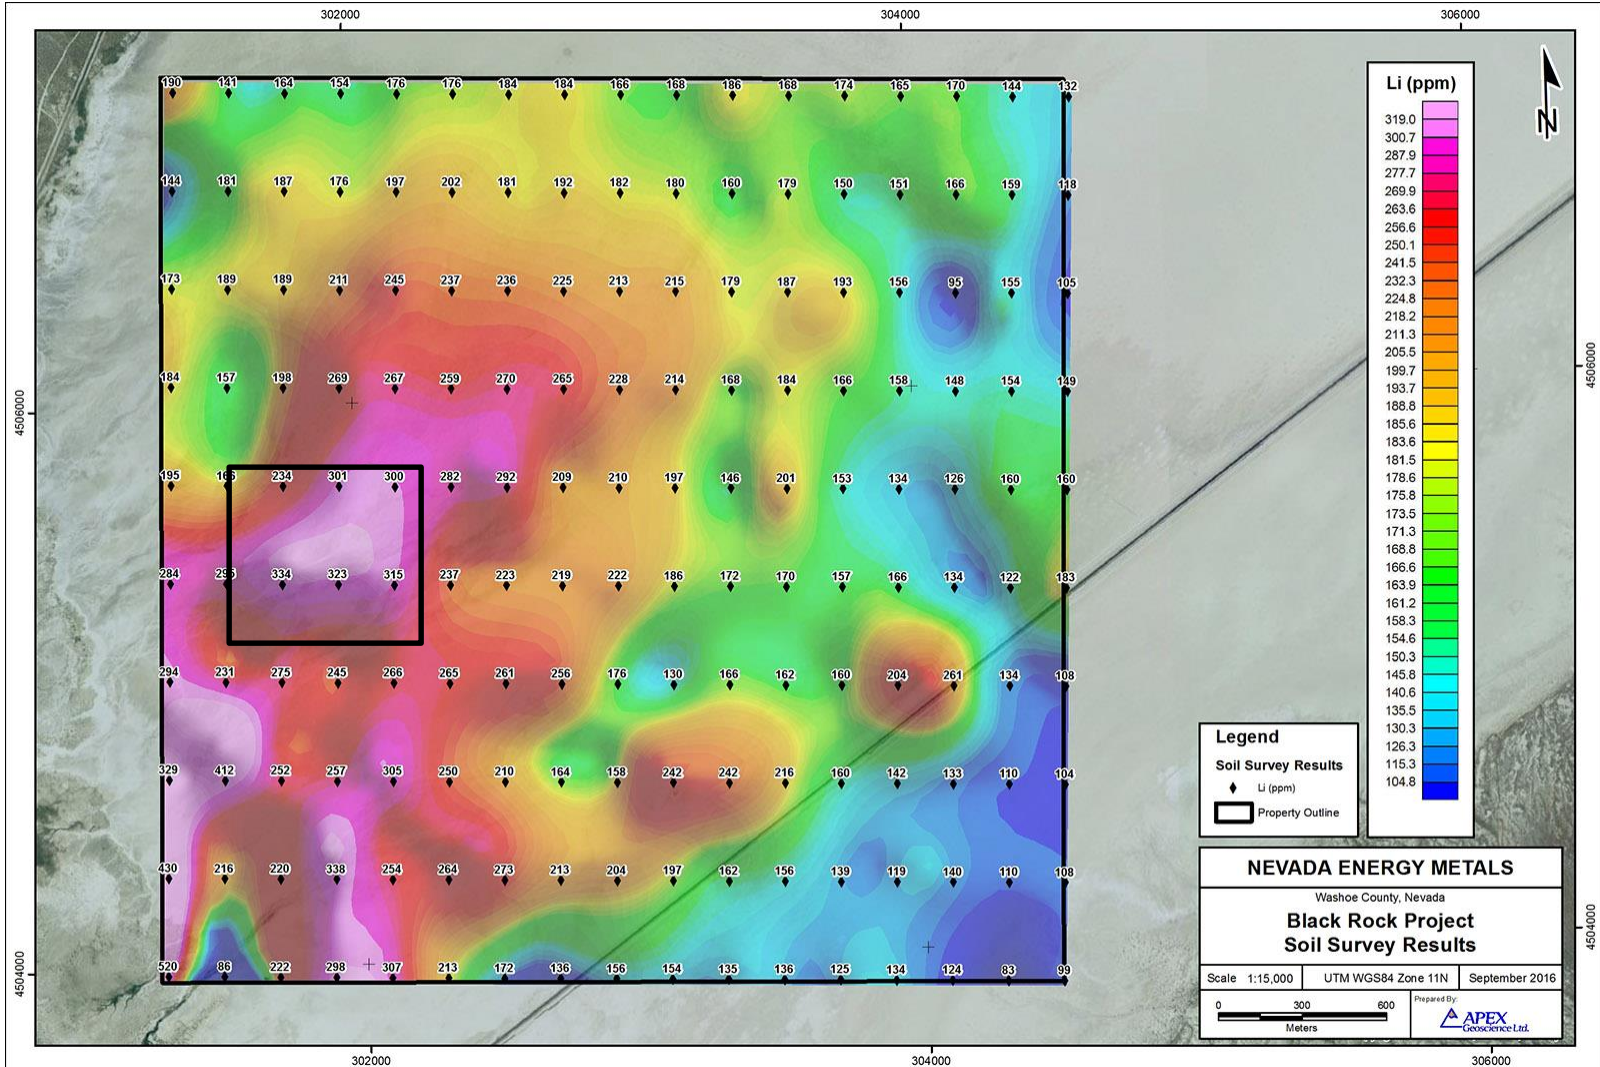 302000 304000 306000
190 141 164 154 176 176 184 184 166 168 186 168 174 165 170 144 132
144 181 187 176 197 202 181 192 182 180 160 179 150 151 166 159 118
173 189 189 211 245 237 236 225 213 215 179 187 193 156 95 155 105
184 157 198 269 267 259 270 265 228 214 168 184 166 158 148 154 149
195 166 234 301 300 282 292 209 210 197 146 201 153 134 126 160 160
284 295 334 323 315 237 223 219 222 186 172 170 157 166 134 122 183
294 231 275 245 266 265 261 256 176 130 166 162 160 204 261 134 108
329 412 252 257 305 250 210 164 158 242 242 216 160 142 133 110 104
430 216 220 338 254 264 273 213 204 197 162 156 139 119 140 110 108
520 86 222 298 307 213 172 136 156 154 135 136 125 134 124 83 99
4506000
4504000
Li (ppm)
319.0
300.7
287.9
277.7
269.9
263.6
256.6
250.1
241.5
232.3
224.8
218.2
211.3
205.5
199.7
193.7
188.8
185.6
183.6
181.5
178.6
175.8
173.5
171.3
168.8
166.6
163.9
161.2
158.3
154.6
150.3
145.8
140.6
135.5
130.3
126.3
115.3
104.8
N
4506000
4504000
Legend
Soil Survey Results
Li (ppm)
Property Outline
NEVADA ENERGY METALS
Washoe County, Nevada
Black Rock Project
Soil Survey Results
Scale 1:15,000 UTM WGS84 Zone 11N September 2016
0 300 600
Meters
Prepared By:
APEX
Geoscience Ltd.
302000 304000 306000